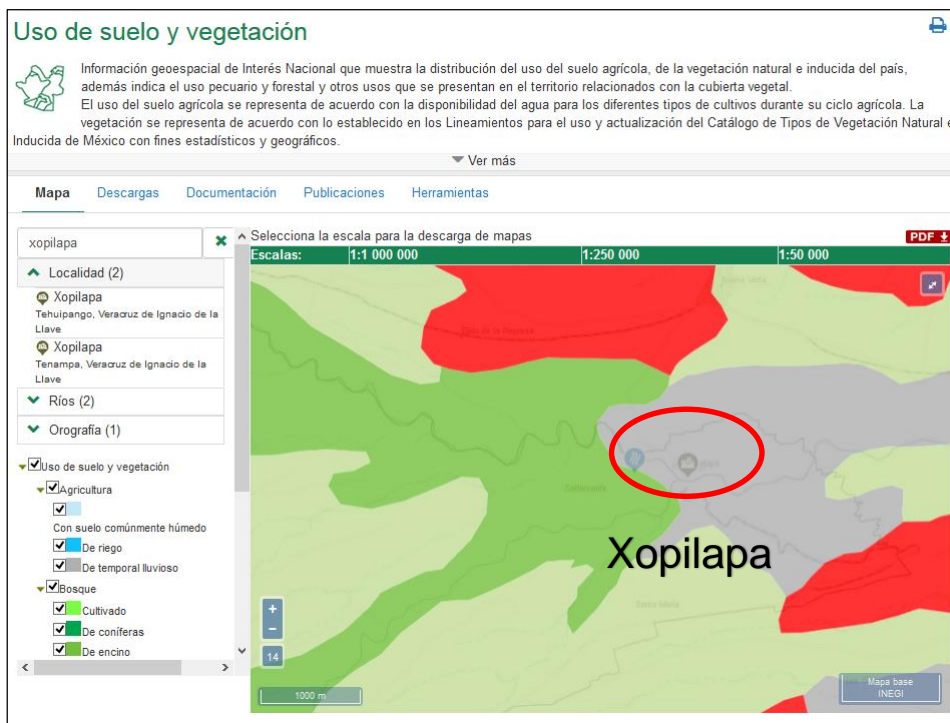 Uso de suelo y vegetación
Información geoespacial de Interés Nacional que muestra la distribución del uso del suelo agrícola, de la vegetación natural e inducida del país,
además indica el uso pecuario y forestal y otros usos que se presentan en el territorio relacionados con la cubierta vegetal.
El uso del suelo agrícola se representa de acuerdo con la disponibilidad del agua para los diferentes tipos de cultivos durante su ciclo agrícola. La
vegetación se representa de acuerdo con lo establecido en los Lineamientos para el uso y actualización del Catálogo de Tipos de Vegetación Natural e
Inducida de México con fines estadísticos y geográficos.
Ver más
Mapa Descargas Documentación Publicaciones Herramientas
xopilapa
Selecciona la escala para la descarga de mapas
PDF
Escalas: 1:1 000 000 1:250 000 1:50 000
Localidad (2)
Xopilapa
Tehuipango, Veracruz de Ignacio de la
Llave
Xopilapa
Tenampa, Veracruz de Ignacio de la
Llave
Ríos (2)
Orografía (1)
Uso de suelo y vegetación
Agricultura
Con suelo comúnmente húmedo
De riego
De temporal lluvioso
Bosque
Cultivado
De coníferas
De encino
Xopilapa
Santa María
+
-
14
1000 m
Mapa base
INEGI